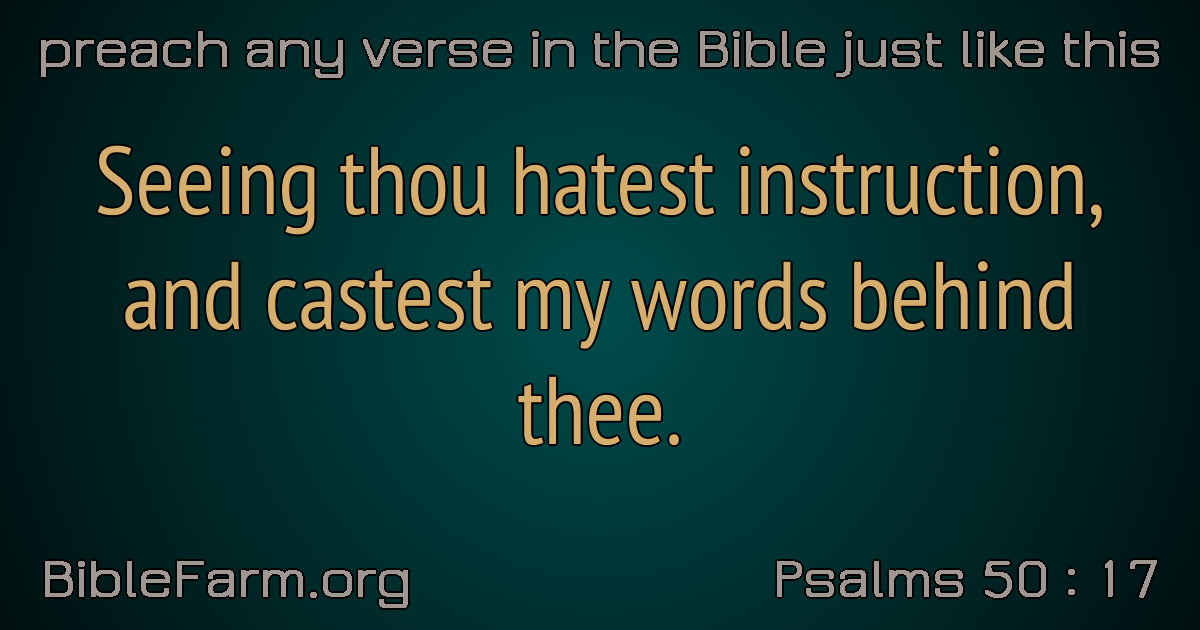 preach any verse in the Bible just like this
Seeing thou hatest instruction,
and castest my words behind
thee.
BibleFarm.org
Psalms 50 : 17